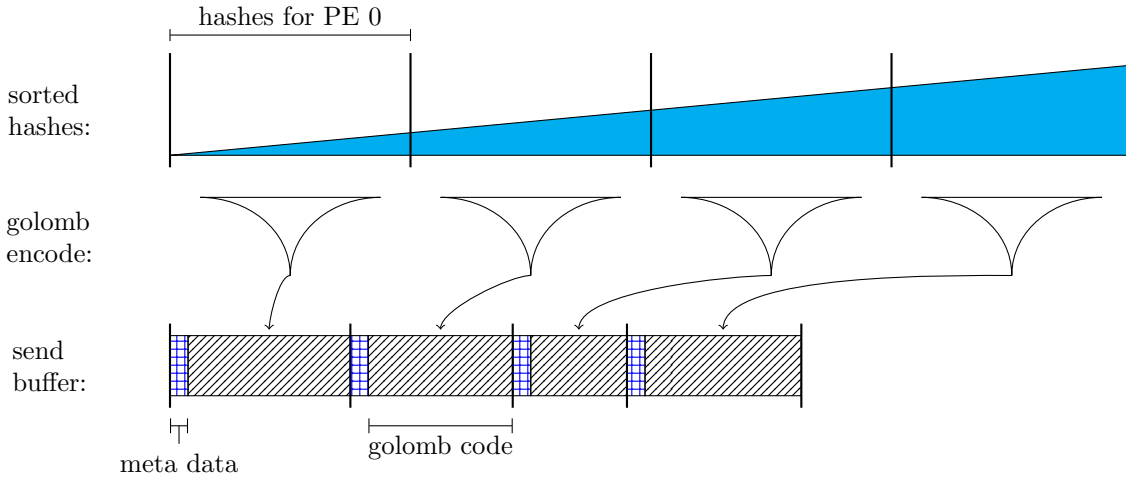 hashes for PE 0
sorted
hashes:
golomb
encode:
send
buffer:
golomb code
meta data